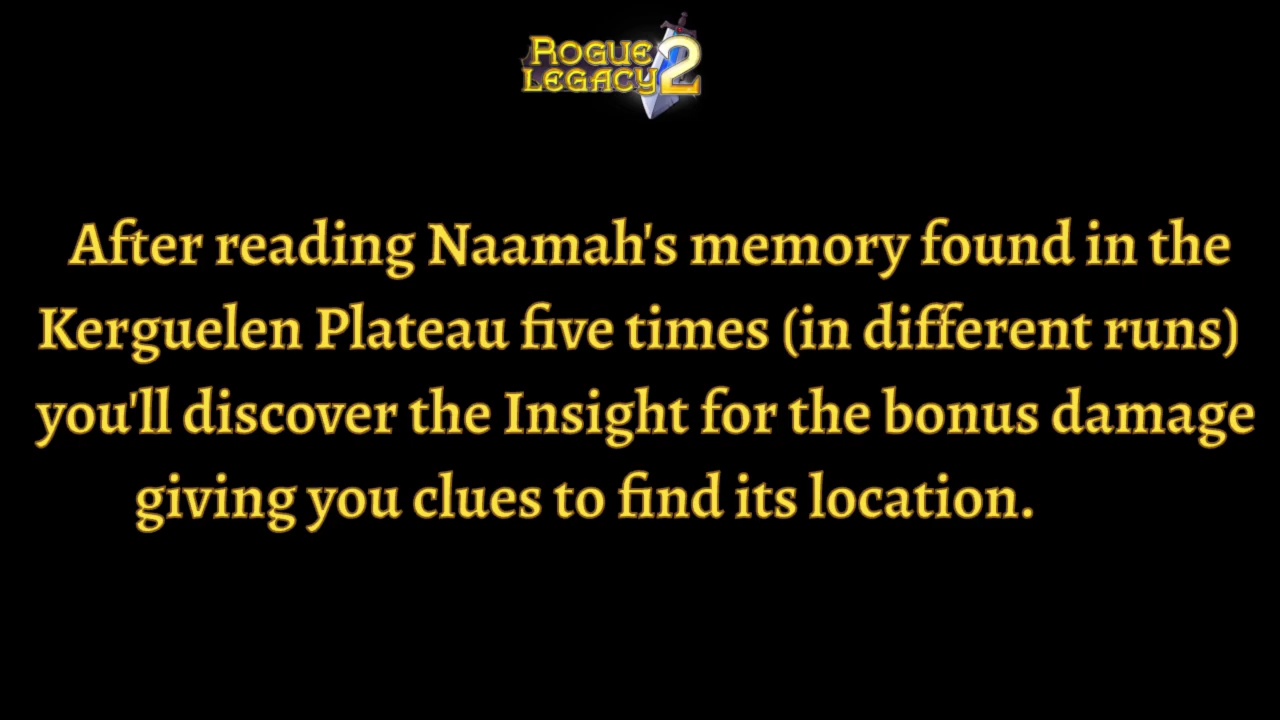 ROGUE
LEGACY 2
After reading Naamah's memory found in the
Kerguelen Plateau five times (in different runs)
you'll discover the Insight for the bonus damage
giving you clues to find its location.